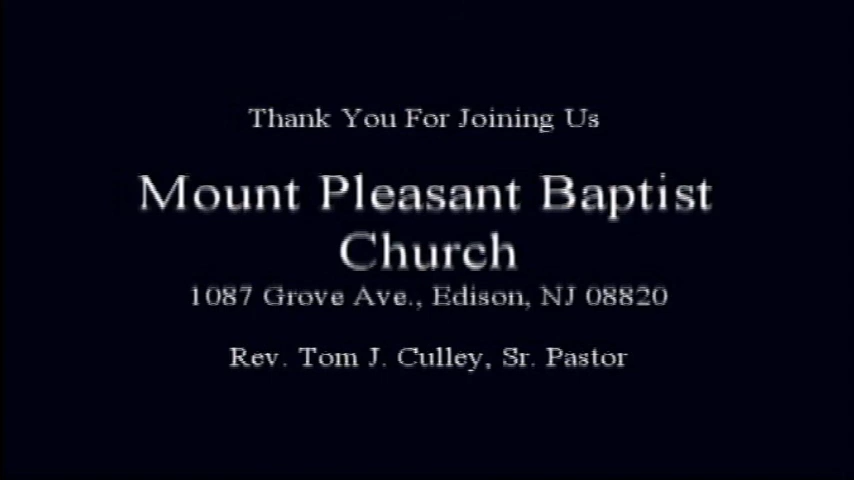 Thank You For Joining Us
Mount Pleasant Baptist
Church
1087 Grove Ave., Edison, NJ 08820
Rev. Tom J. Culley, Sr. Pastor